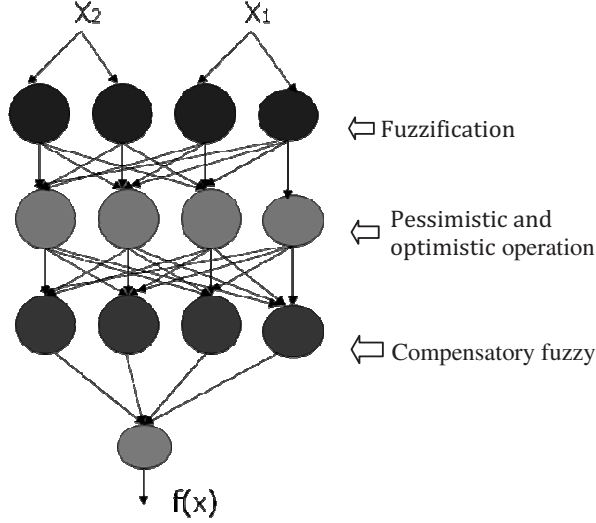 X₂ X₁
Fuzzification
Pessimistic and
optimistic operation
Compensatory fuzzy
f(x)